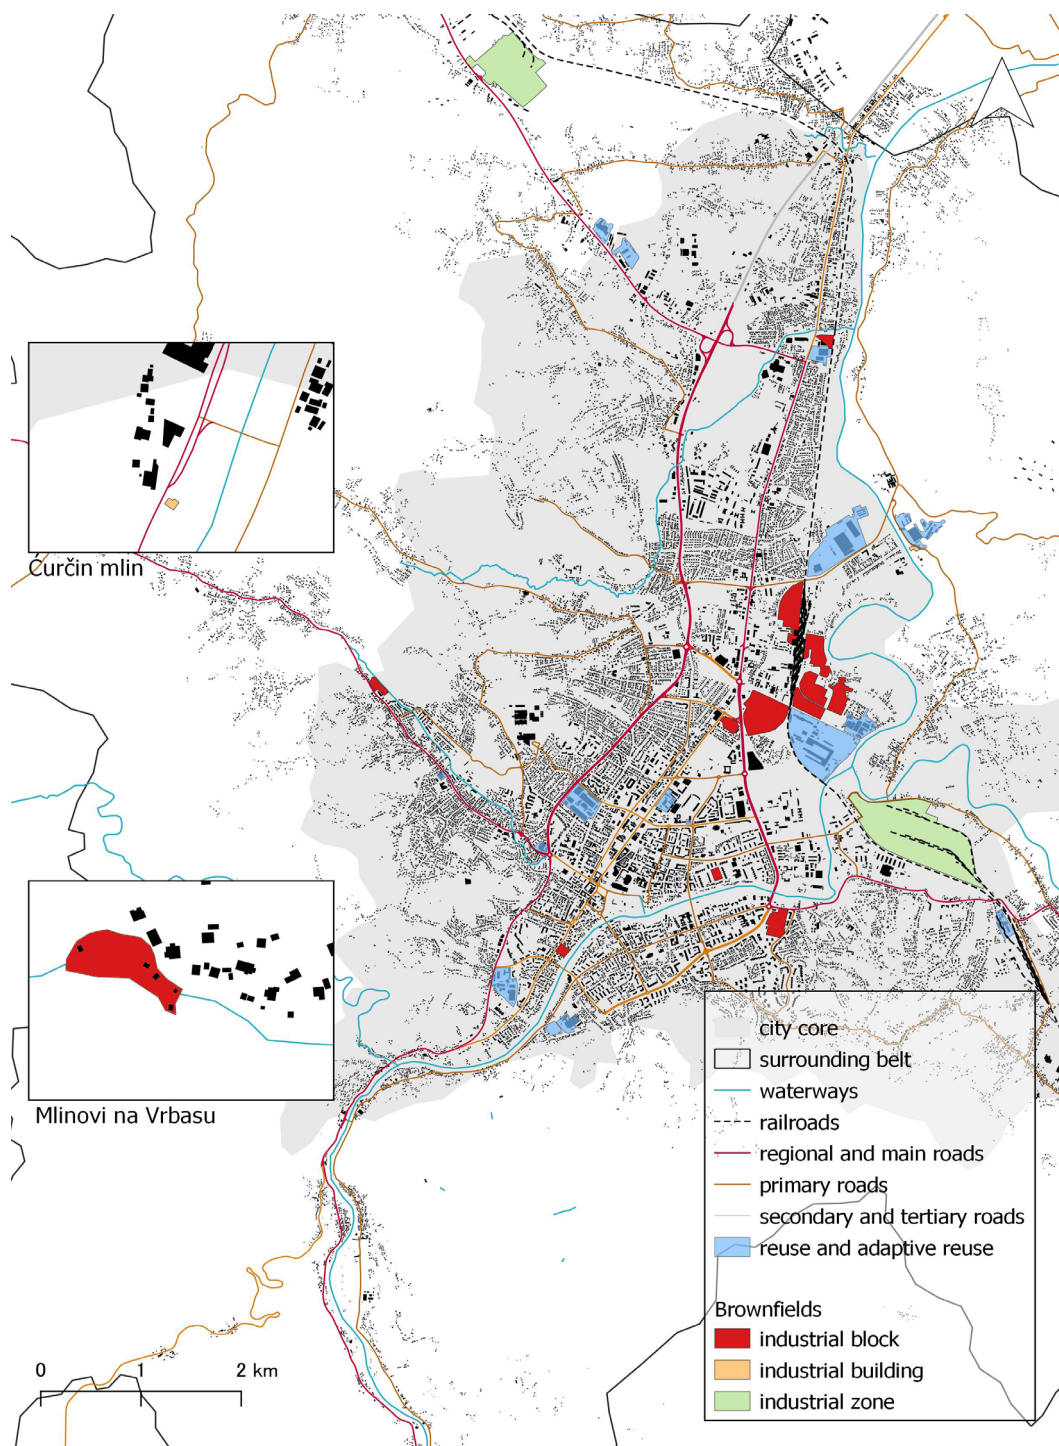 Ćurčin mlin
Mlinovi na Vrbasu
0 1 2 km
city core
surrounding belt
waterways
railroads
regional and main roads
primary roads
secondary and tertiary roads
reuse and adaptive reuse
Brownfields
industrial block
industrial building
industrial zone